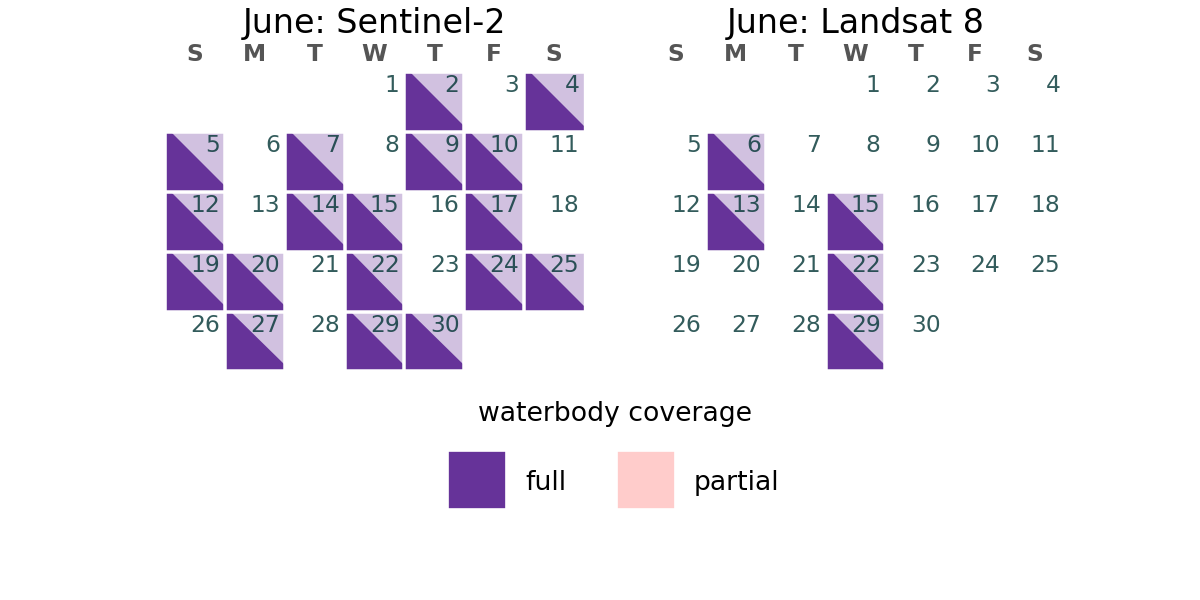 June: Sentinel-2
S M T W T F S
1 2 3 4
5 6 7 8 9 10 11
12 13 14 15 16 17 18
19 20 21 22 23 24 25
26 27 28 29 30
June: Landsat 8
S M T W T F S
1 2 3 4
5 6 7 8 9 10 11
12 13 14 15 16 17 18
19 20 21 22 23 24 25
26 27 28 29 30
waterbody coverage
full
partial